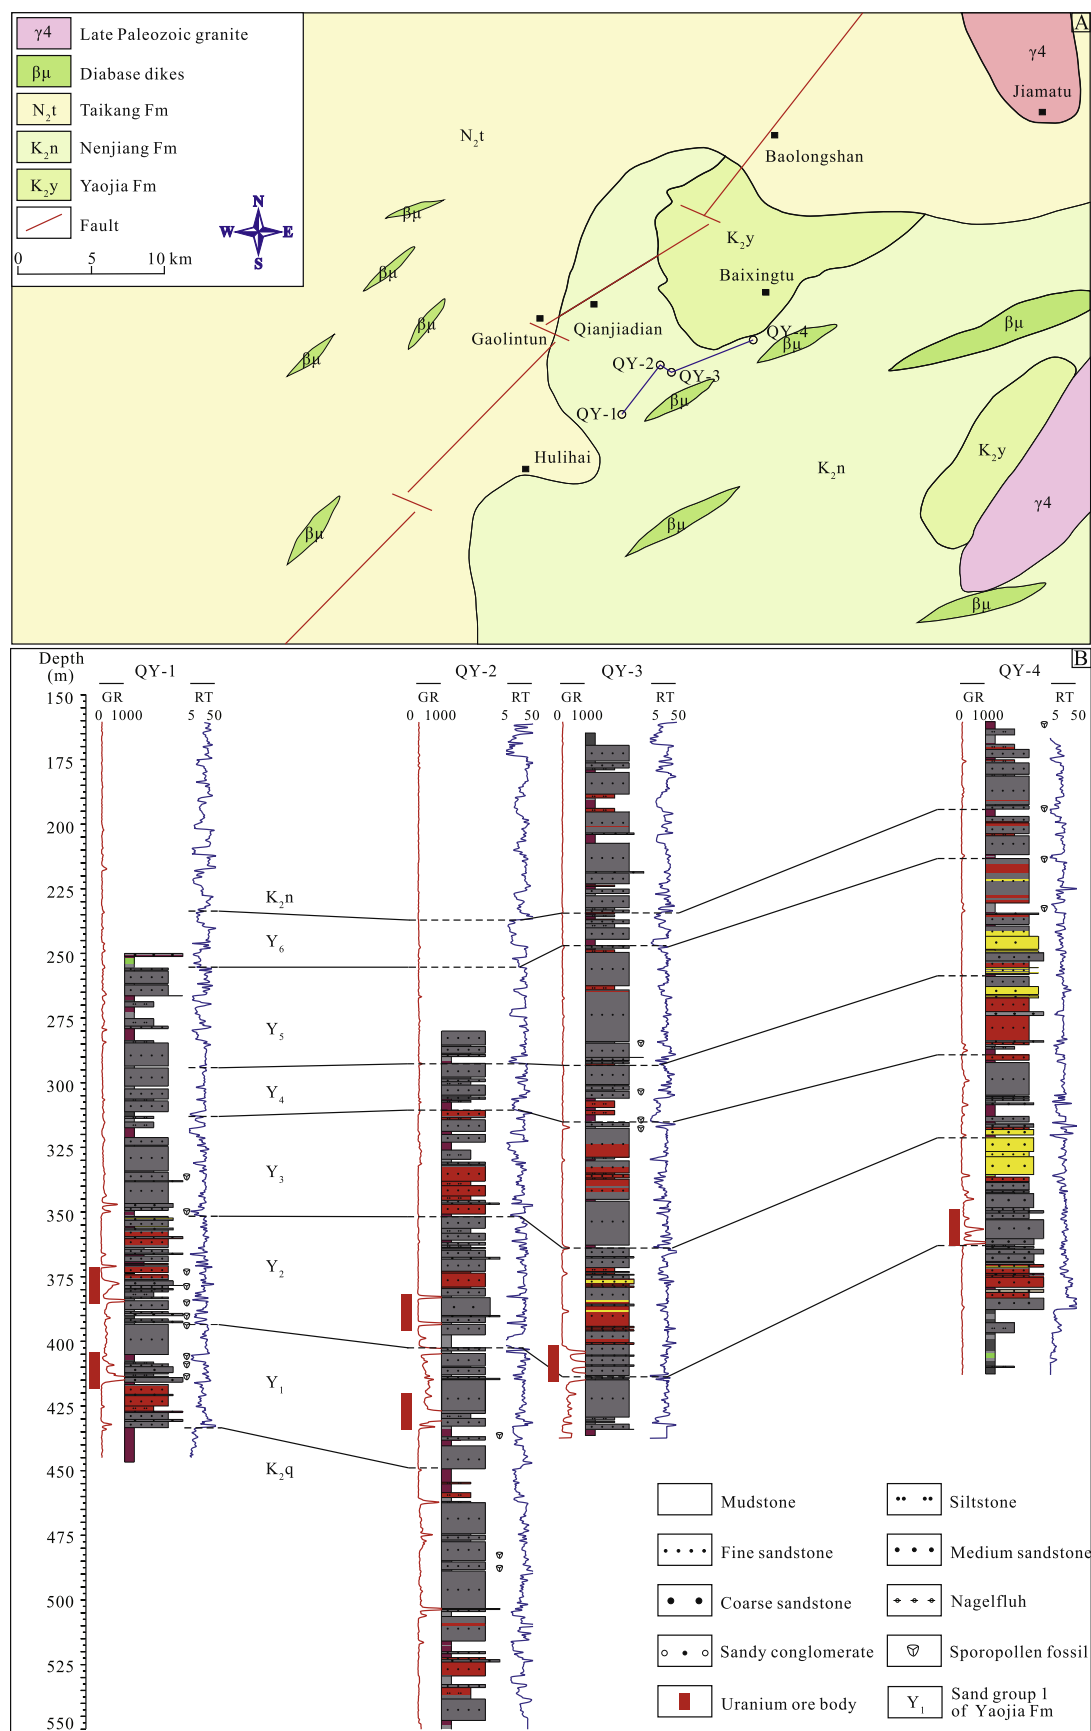 A
γ4 Late Paleozoic granite
βμ Diabase dikes
N₂t Taikang Fm
K₂n Nenjiang Fm
K₂y Yaojia Fm
Fault
N
W E
S
0 5 10 km
γ4
Jiamatu
N₂t
Baolongshan
βμ
K₂y
βμ
Baixingtu
βμ
Qianjiadian
Gaolintun
βμ
QY-4
βμ
βμ
QY-2
QY-3
βμ
QY-1
K₂y
Hulihai
K₂n
γ4
βμ
βμ
βμ
B
Depth
(m)
QY-1
QY-2
QY-3
QY-4
GR RT GR RT GR RT GR RT
0 1000 5 50 0 1000 5 50 0 1000 5 50 0 1000 5 50
150
175
200
225
K₂n
Y₆
250
275
Y₅
300
Y₄
325
Y₃
350
Y₂
375
400
Y₁
425
K₂q
450
475
500
525
550
Mudstone
Siltstone
Fine sandstone
Medium sandstone
Coarse sandstone
Nagelfluh
Sandy conglomerate
Sporopollen fossil
Uranium ore body
Y₁ Sand group 1
of Yaojia Fm